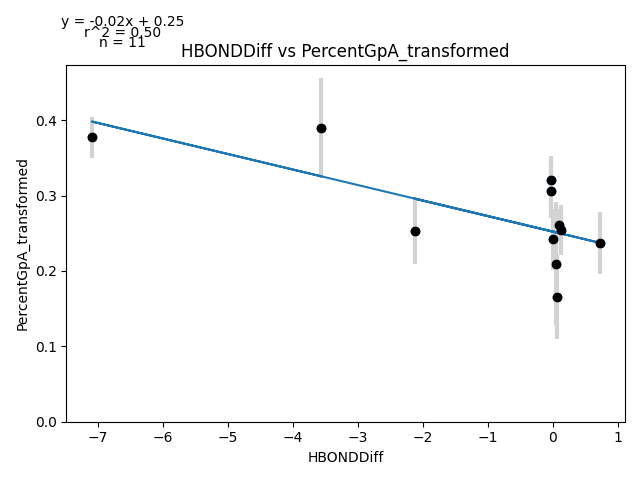 y = -0.02x + 0.25
r^2 = 0.50
n = 11
HBONDDiff vs PercentGpA_transformed
PercentGpA_transformed
0.4
0.3
0.2
0.1
0.0
−7 −6 −5 −4 −3 −2 −1 0 1
HBONDDiff